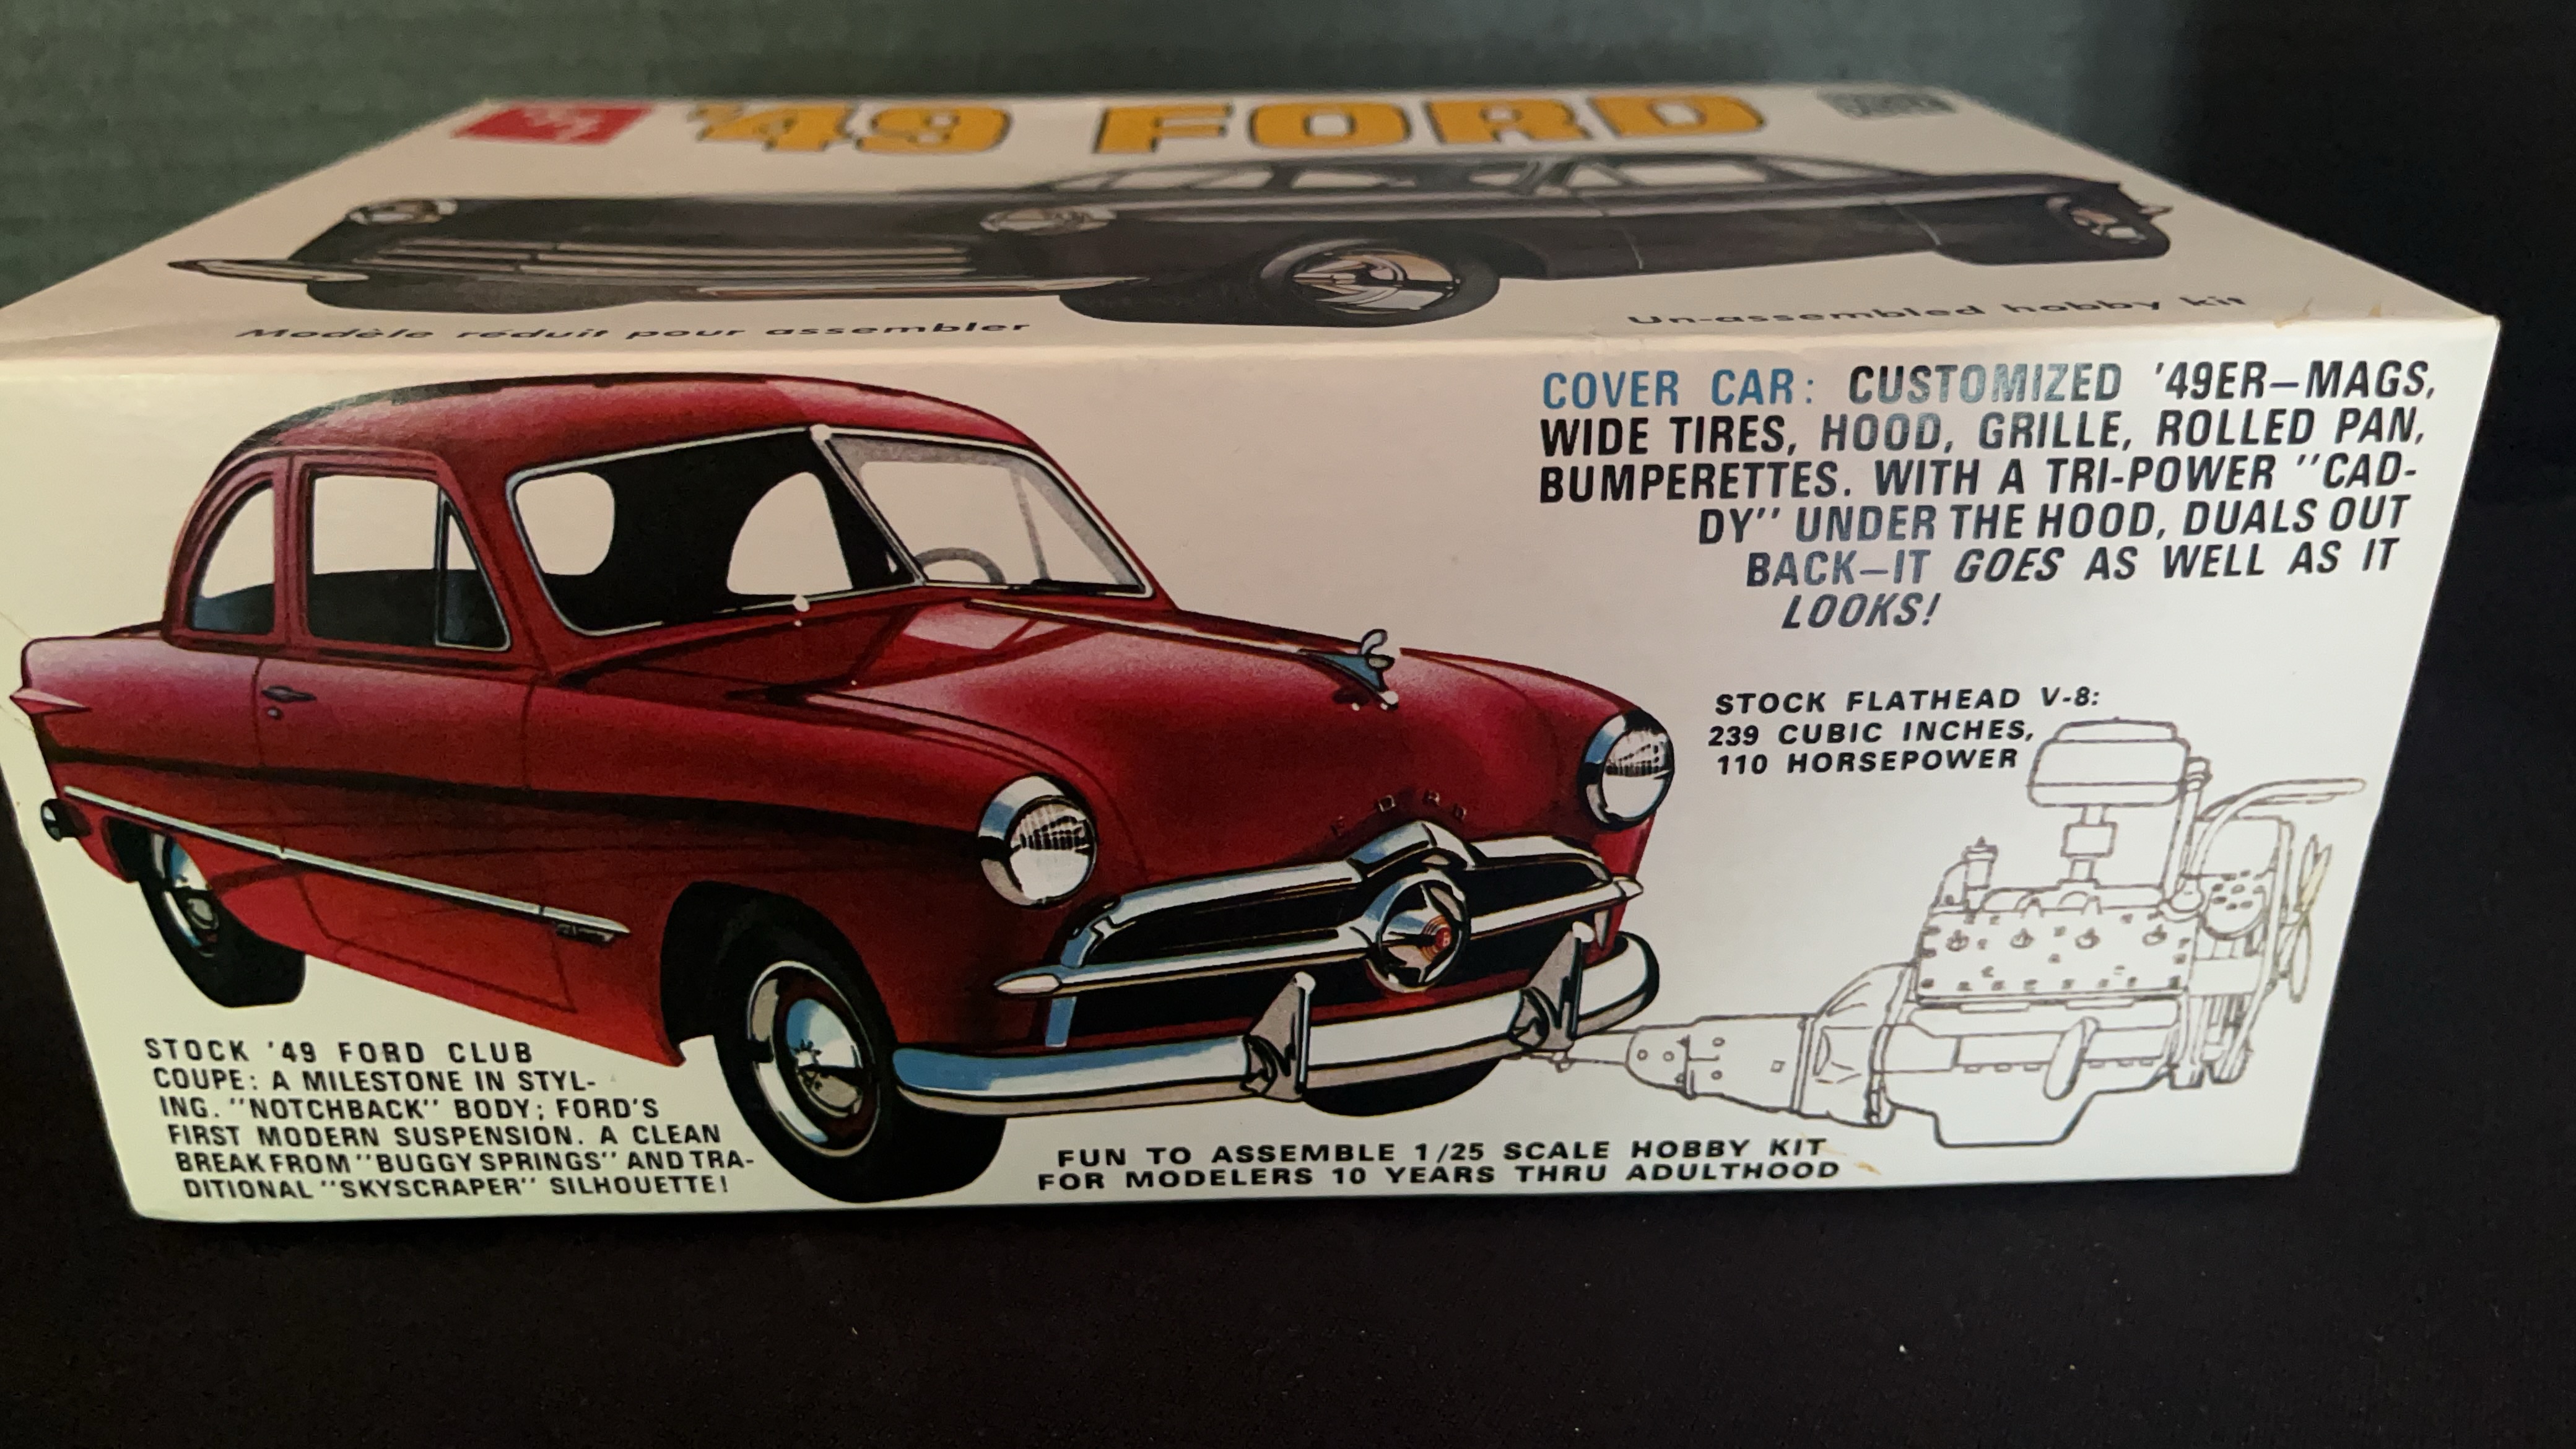 amt
'49 FORD
Modèle réduit pour assembler
Un-assembled hobby kit
COVER CAR: CUSTOMIZED '49ER—MAGS,
WIDE TIRES, HOOD, GRILLE, ROLLED PAN,
BUMPERETTES. WITH A TRI-POWER "CAD-
DY" UNDER THE HOOD, DUALS OUT
BACK—IT GOES AS WELL AS IT
LOOKS!
STOCK FLATHEAD V-8:
239 CUBIC INCHES,
110 HORSEPOWER
FORD
8
STOCK '49 FORD CLUB
COUPE: A MILESTONE IN STYL-
ING. "NOTCHBACK" BODY; FORD'S
FIRST MODERN SUSPENSION. A CLEAN
BREAK FROM "BUGGY SPRINGS" AND TRA-
DITIONAL "SKYSCRAPER" SILHOUETTE!
FUN TO ASSEMBLE 1/25 SCALE HOBBY KIT
FOR MODELERS 10 YEARS THRU ADULTHOOD